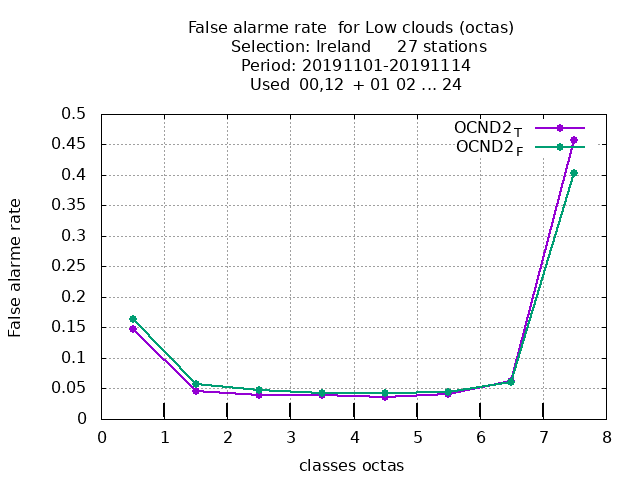 False alarme rate  for Low clouds (octas)
Selection: Ireland     27 stations
Period: 20191101-20191114
Used  00,12  + 01 02 ... 24
0.5
0.45
0.4
0.35
0.3
0.25
0.2
0.15
0.1
0.05
0
OCND2T
OCND2F
False alarme rate
0 1 2 3 4 5 6 7 8
classes octas